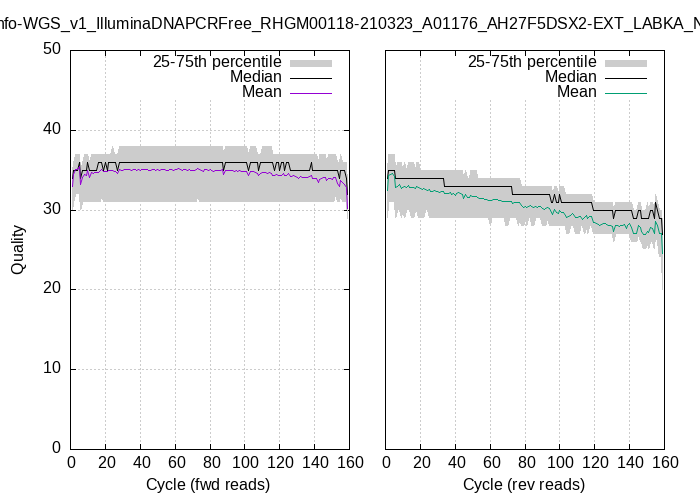 nfo-WGS_v1_IlluminaDNAPCRFree_RHGM00118-210323_A01176_AH27F5DSX2-EXT_LABKA_N
50
40
30
20
10
0
Quality
25-75th percentile
Median
Mean
0 20 40 60 80 100 120 140 160
Cycle (fwd reads)
25-75th percentile
Median
Mean
0 20 40 60 80 100 120 140 160
Cycle (rev reads)